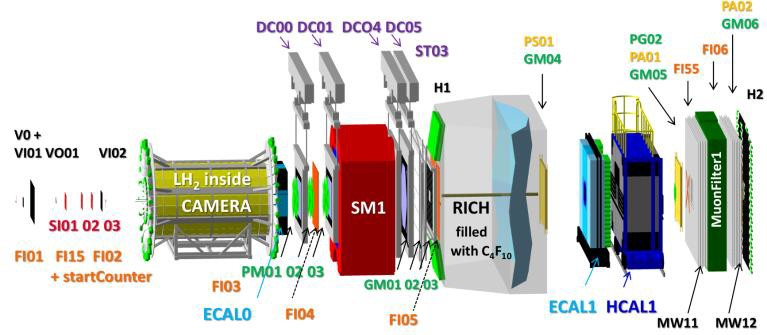 DC00 DC01 DCO4 DC05
ST03
H1
PS01
GM04
PG02
PA01
GM05
FI55
FI06
PA02
GM06
H2
V0 +
VI01 VO01 VI02
SI01 02 03
FI01 FI15 FI02
+ startCounter
LH2 inside
CAMERA
FI03
ECAL0
PM01 02 03
FI04
SM1
GM01 02 03
FI05
RICH
filled
with C4F10
ECAL1 HCAL1
MuonFilter1
MW11 MW12